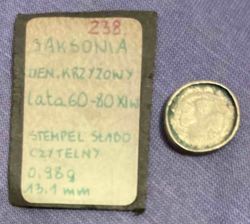 238.
SAKSONIA
DEN. KRZYŻOWY
lata 60-80 XI w
STEMPEL SŁABO
CZYTELNY
0,98g
13.1 mm